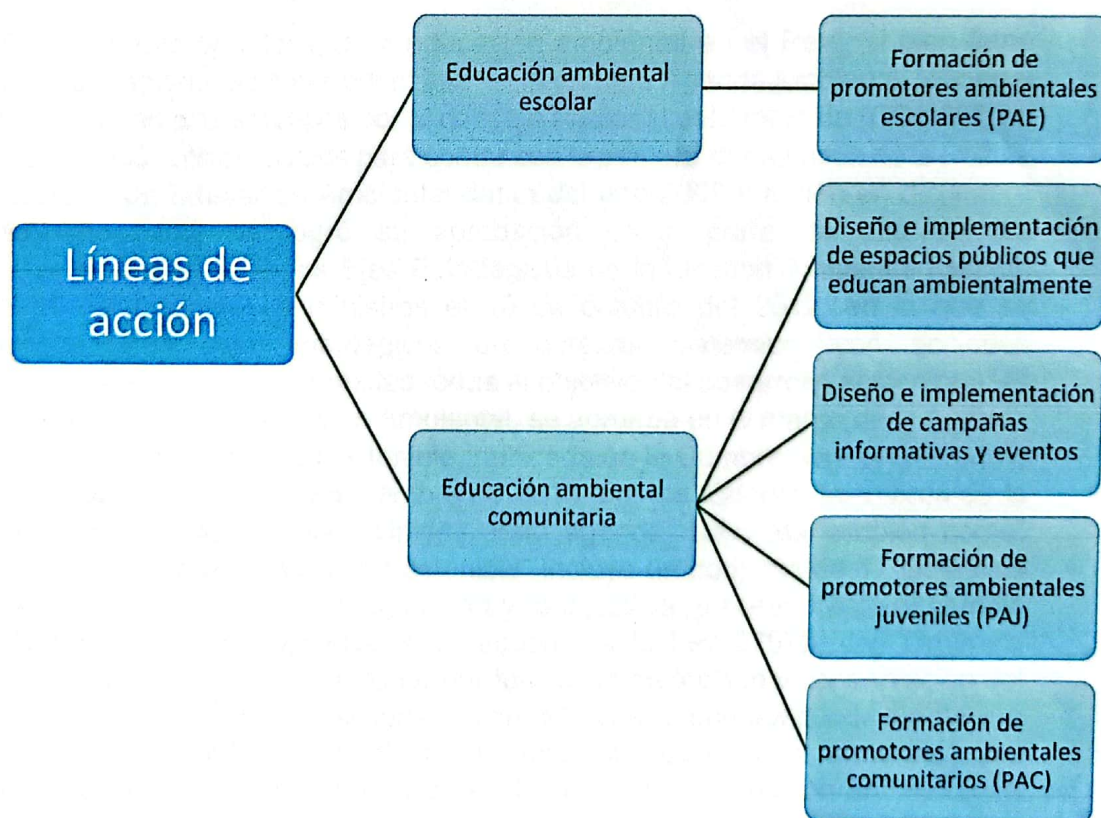 Líneas de
acción
Educación ambiental
escolar
Formación de
promotores ambientales
escolares (PAE)
Educación ambiental
comunitaria
Diseño e implementación
de espacios públicos que
educan ambientalmente
Diseño e implementación
de campañas
informativas y eventos
Formación de
promotores ambientales
juveniles (PAJ)
Formación de
promotores ambientales
comunitarios (PAC)